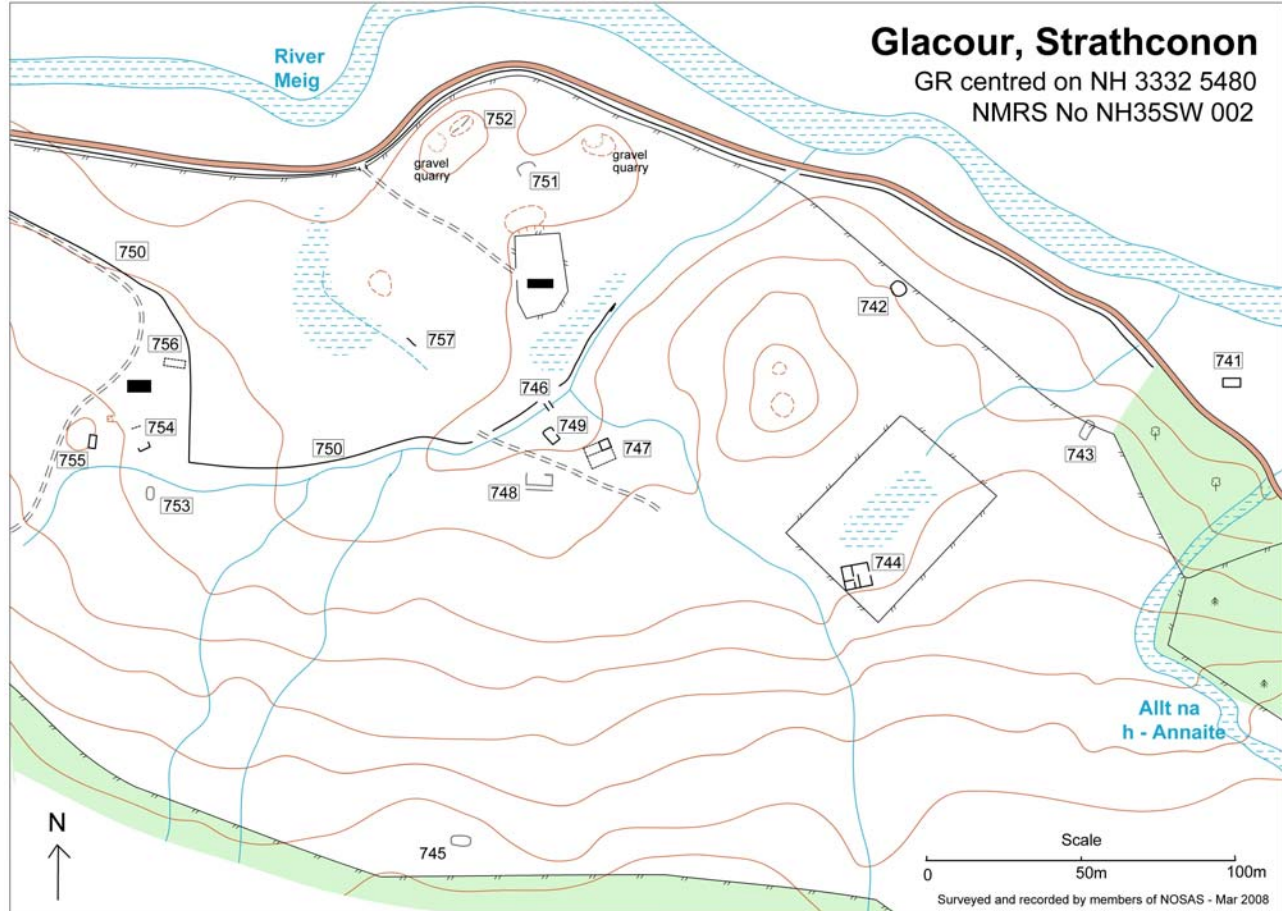 Glacour, Strathconon
GR centred on NH 3332 5480
NMRS No NH35SW 002
River
Meig
752
gravel
quarry
gravel
quarry
751
750
742
757
756
741
746
754
749
747
750
743
755
748
753
744
Allt na
h - Annaite
N
745
Scale
0
50m
100m
Surveyed and recorded by members of NOSAS - Mar 2008